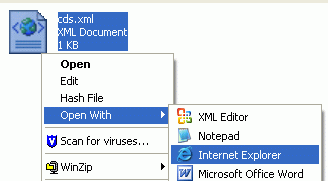 cds.xml
XML Document
1 KB
Open
Edit
Hash File
Open With
Scan for viruses...
WinZip
XML Editor
Notepad
Internet Explorer
Microsoft Office Word